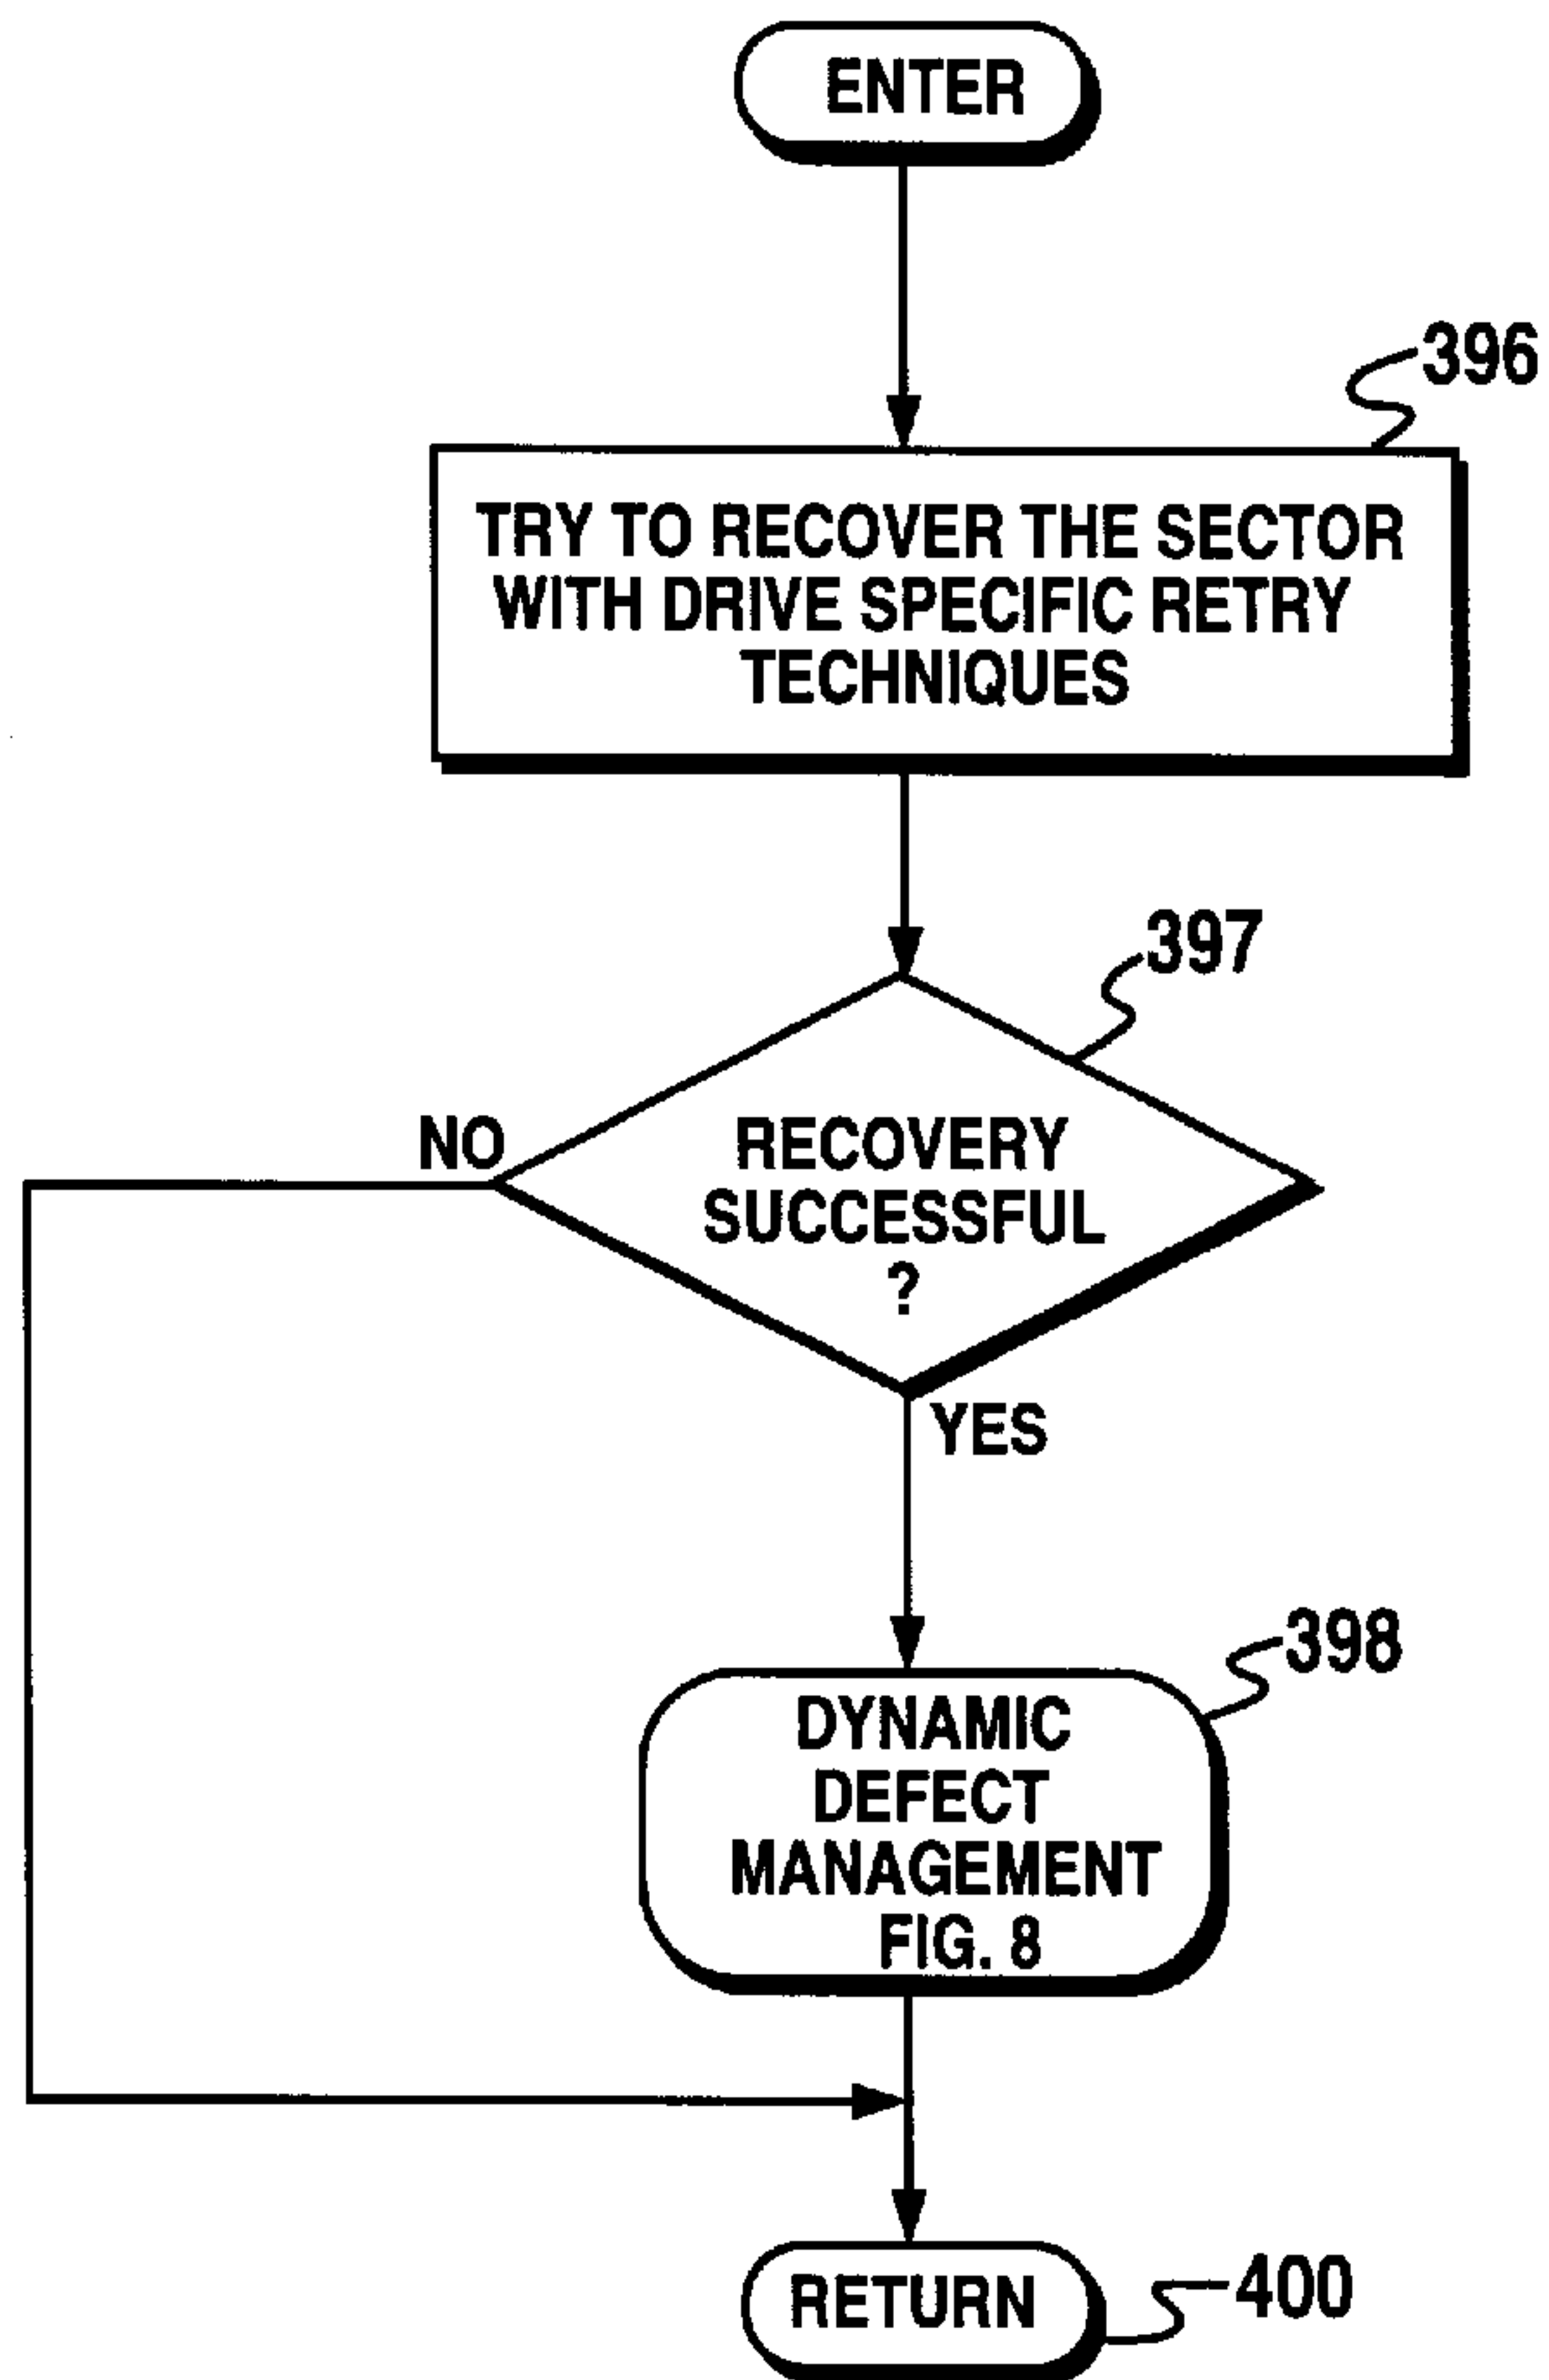 ENTER
396
TRY TO RECOVER THE SECTOR
WITH DRIVE SPECIFIC RETRY
TECHNIQUES
397
NO
RECOVERY
SUCCESSFUL
?
YES
398
DYNAMIC
DEFECT
MANAGEMENT
FIG. 8
RETURN
400